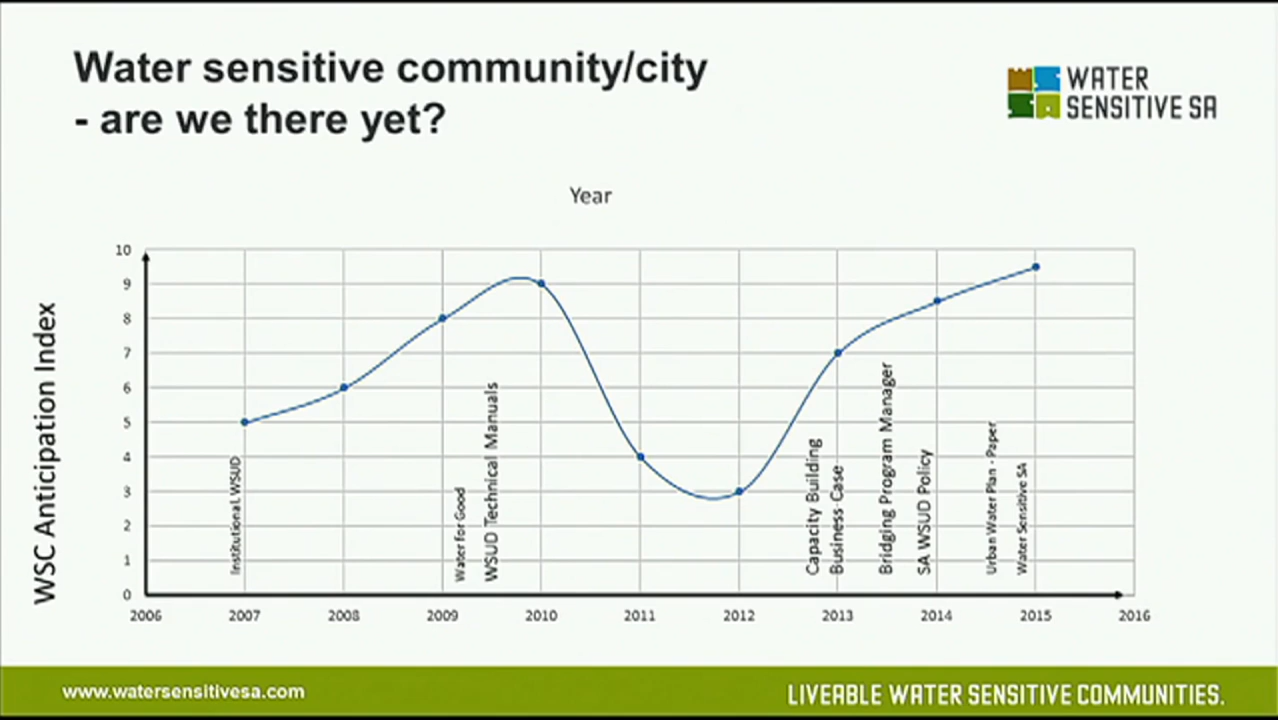 Water sensitive community/city
- are we there yet?
WATER
SENSITIVE SA
Year
WSC Anticipation Index
10
9
8
7
6
5
4
3
2
1
0
Institutional WSUD
Water for Good
WSUD Technical Manuals
Capacity Building
Business Case
Bridging Program Manager
SA WSUD Policy
Urban Water Plan - Paper
Water Sensitive SA
2006 2007 2008 2009 2010 2011 2012 2013 2014 2015 2016
www.watersensitivesa.com
LIVEABLE WATER SENSITIVE COMMUNITIES.